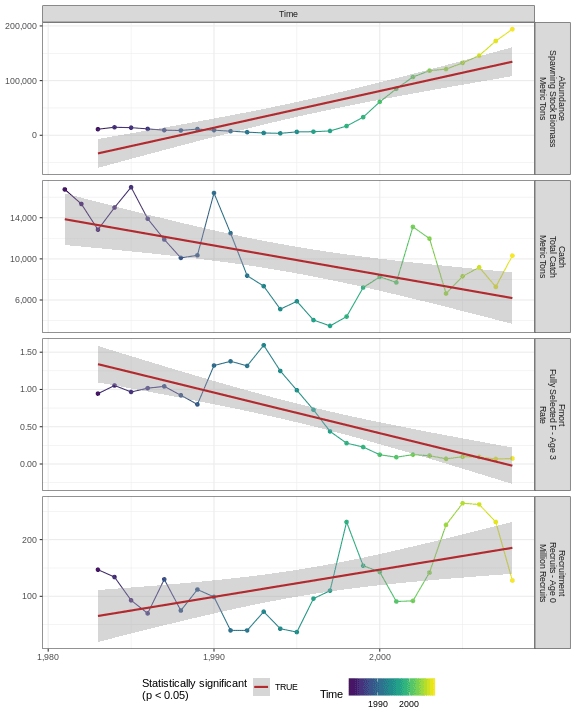 Time
200,000
100,000
0
Abundance
Spawning Stock Biomass
Metric Tons
14,000
10,000
6,000
Catch
Total Catch
Metric Tons
1.50
1.00
0.50
0.00
Fmort
Fully Selected F - Age 3
Rate
200
100
Recruitment
Recruits - Age 0
Million Recruits
1,980
1,990
2,000
Statistically significant
(p < 0.05)
TRUE
Time
1990
2000